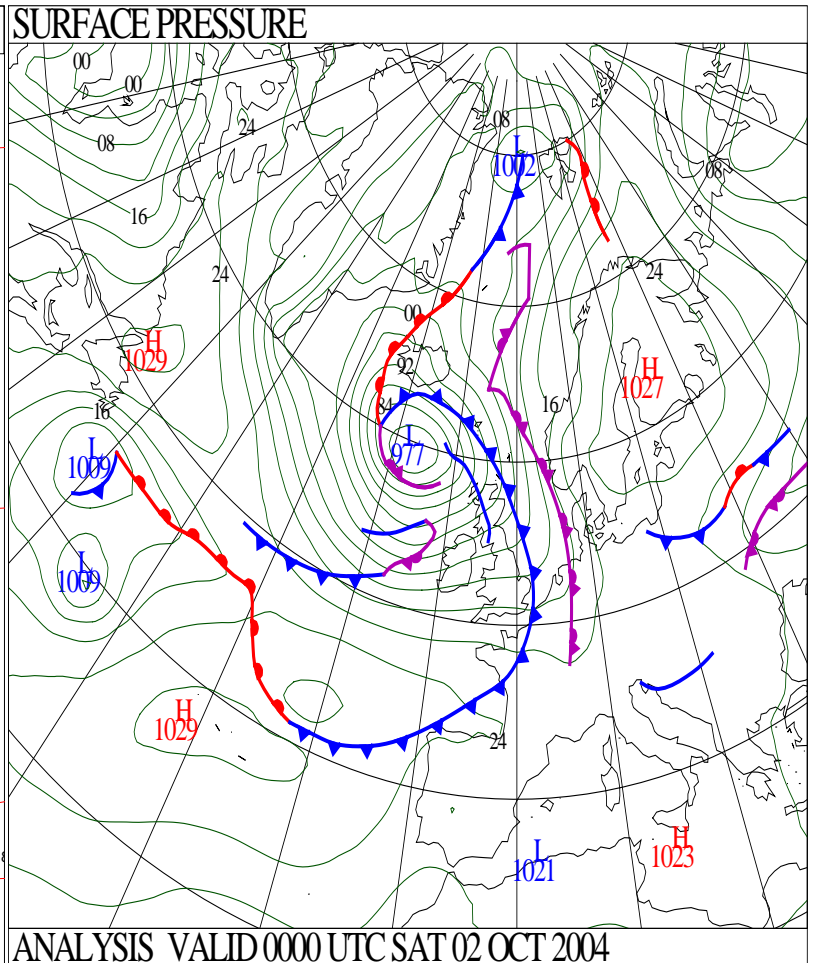 SURFACE PRESSURE
00
00
08
08
24
L
1002
08
16
24
24
00
H
1029
92
H
1027
16
84
16
L
1009
L
977
L
1009
H
1029
24
L
1021
H
1023
ANALYSIS VALID 0000 UTC SAT 02 OCT 2004